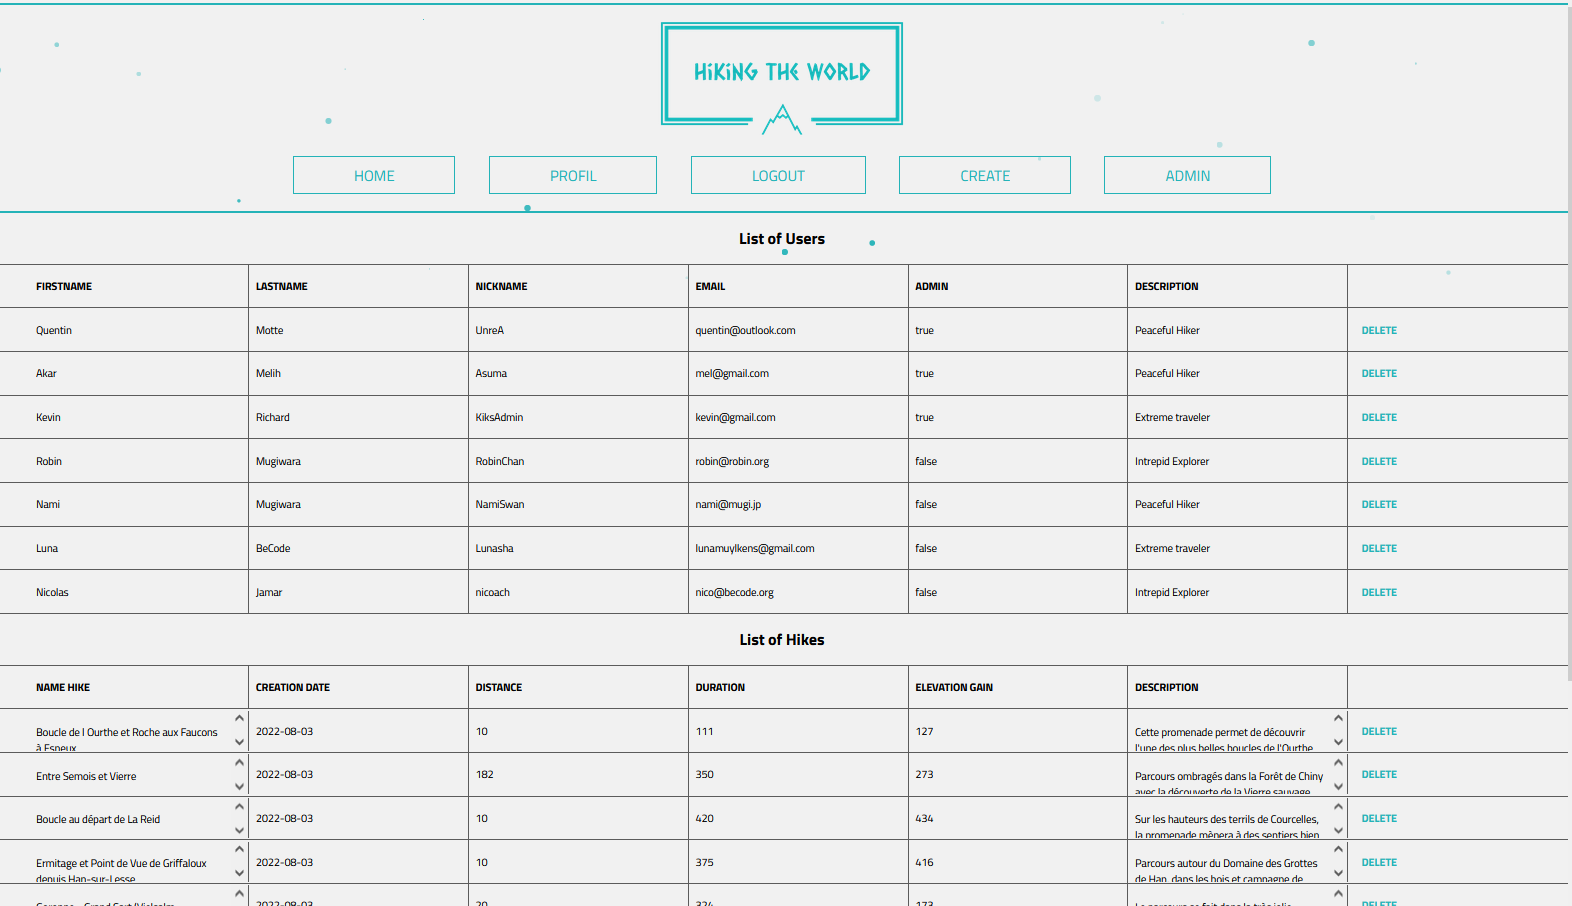 HiKiNG THE WORLD
HOME PROFIL LOGOUT CREATE ADMIN
List of Users
FIRSTNAME LASTNAME NICKNAME EMAIL ADMIN DESCRIPTION
Quentin Motte UnreA quentin@outlook.com true Peaceful Hiker DELETE
Akar Melih Asuma mel@gmail.com true Peaceful Hiker DELETE
Kevin Richard KiksAdmin kevin@gmail.com true Extreme traveler DELETE
Robin Mugiwara RobinChan robin@robin.org false Intrepid Explorer DELETE
Nami Mugiwara NamiSwan nami@mugi.jp false Peaceful Hiker DELETE
Luna BeCode Lunasha lunamuylkens@gmail.com false Extreme traveler DELETE
Nicolas Jamar nicoach nico@becode.org false Intrepid Explorer DELETE
List of Hikes
NAME HIKE CREATION DATE DISTANCE DURATION ELEVATION GAIN DESCRIPTION
Boucle de l Ourthe et Roche aux Faucons 2022-08-03 10 111 127 Cette promenade permet de découvrir DELETE
à Esneux l'une des plus belles boucles de l'Ourthe
Entre Semois et Vierre 2022-08-03 182 350 273 Parcours ombragés dans la Forêt de Chiny DELETE
avec la découverte de la Vierre sauvage
Boucle au départ de La Reid 2022-08-03 10 420 434 Sur les hauteurs des terrils de Courcelles, DELETE
la promenade mènera à des sentiers bien
Ermitage et Point de Vue de Griffaloux 2022-08-03 10 375 416 Parcours autour du Domaine des Grottes DELETE
depuis Han-sur-Lesse de Han, dans les bois et campagne de
2022-08-03 20 324 173 DELETE